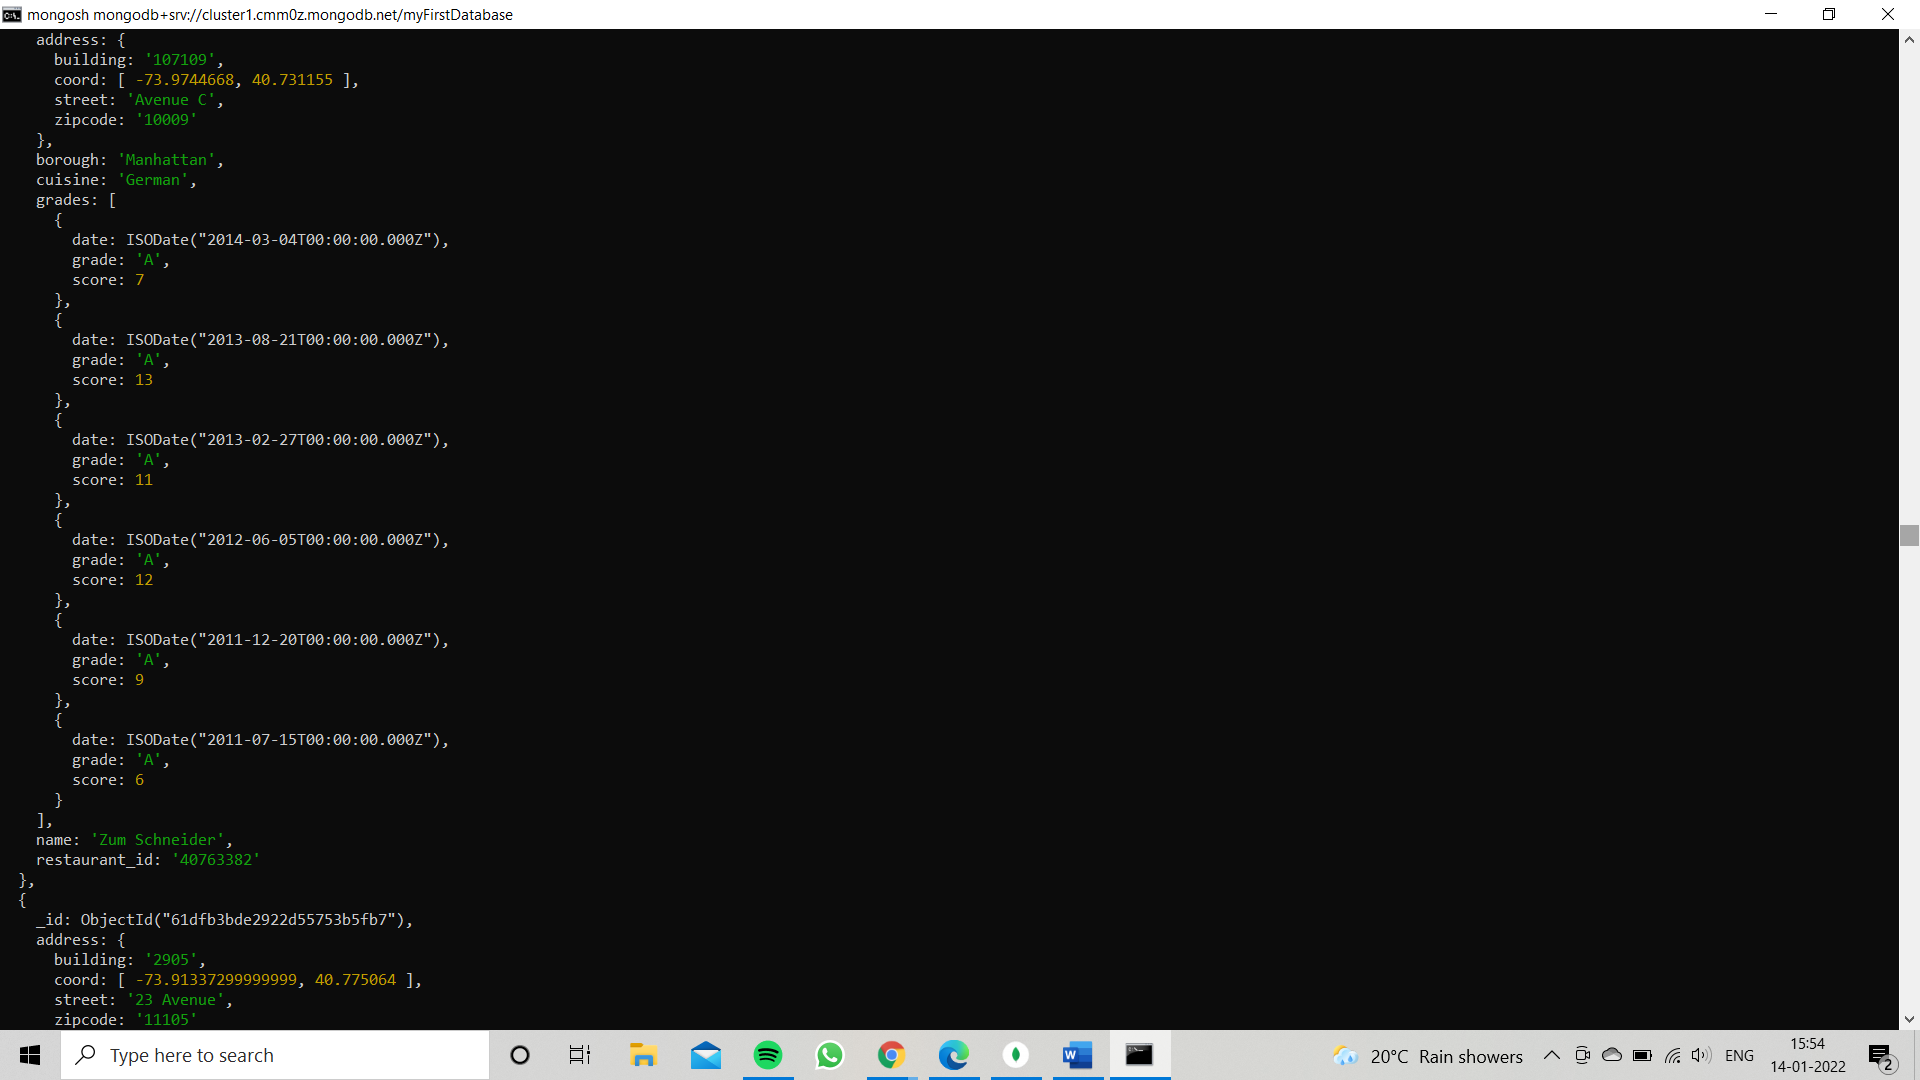 mongosh mongodb+srv://cluster1.cmm0z.mongodb.net/myFirstDatabase
address: {
building: '107109',
coord: [ -73.9744668, 40.731155 ],
street: 'Avenue C',
zipcode: '10009'
},
borough: 'Manhattan',
cuisine: 'German',
grades: [
{
date: ISODate("2014-03-04T00:00:00.000Z"),
grade: 'A',
score: 7
},
{
date: ISODate("2013-08-21T00:00:00.000Z"),
grade: 'A',
score: 13
},
{
date: ISODate("2013-02-27T00:00:00.000Z"),
grade: 'A',
score: 11
},
{
date: ISODate("2012-06-05T00:00:00.000Z"),
grade: 'A',
score: 12
},
{
date: ISODate("2011-12-20T00:00:00.000Z"),
grade: 'A',
score: 9
},
{
date: ISODate("2011-07-15T00:00:00.000Z"),
grade: 'A',
score: 6
}
],
name: 'Zum Schneider',
restaurant_id: '40763382'
},
{
_id: ObjectId("61dfb3bde2922d55753b5fb7"),
address: {
building: '2905',
coord: [ -73.91337299999999, 40.775064 ],
street: '23 Avenue',
zipcode: '11105'
Type here to search
20°C Rain showers
ENG
15:54
14-01-2022
2